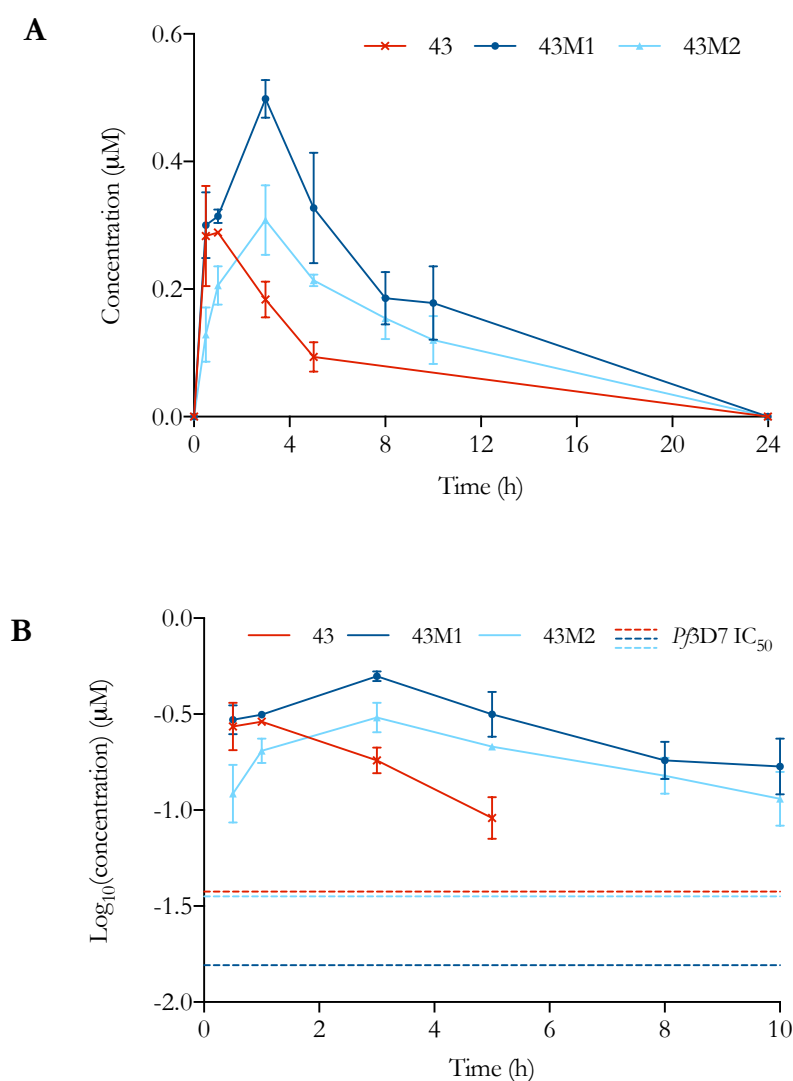 A
43 43M1 43M2
Concentration (μM)
0.6
0.4
0.2
0.0
0 4 8 12 16 20 24
Time (h)
B
43 43M1 43M2 Pf3D7 IC50
Log10(concentration) (μM)
0.0
-0.5
-1.0
-1.5
-2.0
0 2 4 6 8 10
Time (h)